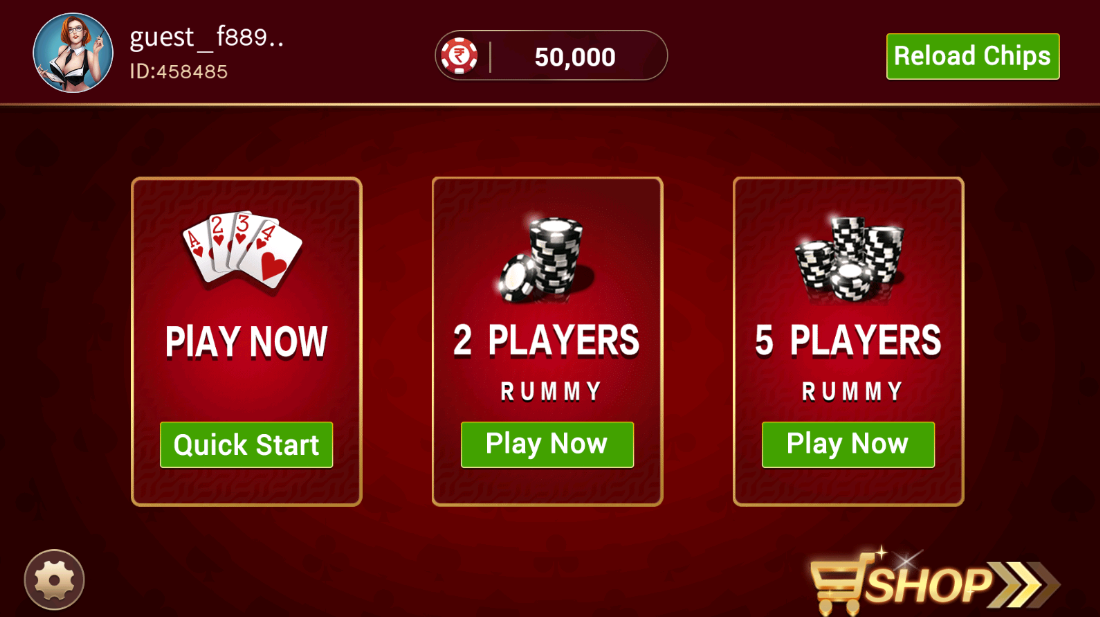 guest_f889..
ID:458485
₹
50,000
Reload Chips
A 2 3 4
PlAY NOW
Quick Start
2 PLAYERS
RUMMY
Play Now
5 PLAYERS
RUMMY
Play Now
SHOP